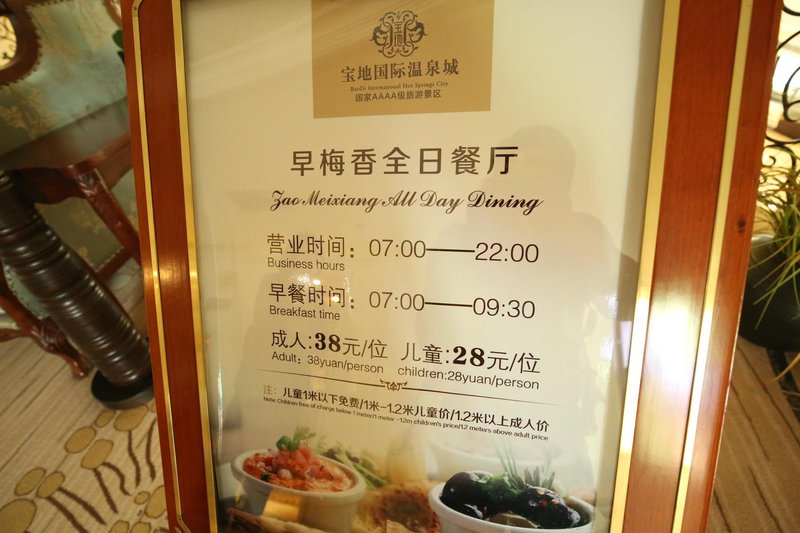 宝地国际温泉城
BaoDi International Hot Springs City
国家AAAA级旅游景区
早梅香全日餐厅
Zao Meixiang All Day Dining
营业时间：07:00——22:00
Business hours
早餐时间：07:00——09:30
Breakfast time
成人:38元/位 儿童:28元/位
Adult：38yuan/person children:28yuan/person
注：儿童1米以下免费/1米-1.2米儿童价/1.2米以上成人价
Note: Children free of charge below 1 meter/1 meter -1.2m children's price/1.2 meters above adult price